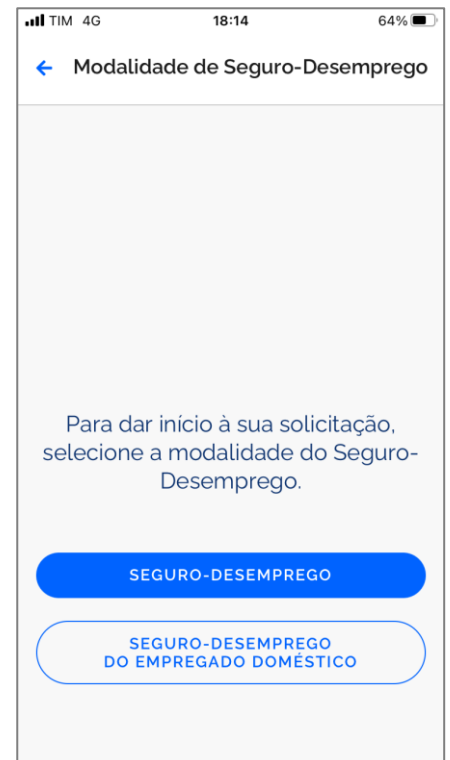 TIM 4G 18:14 64%
Modalidade de Seguro-Desemprego
Para dar início à sua solicitação,
selecione a modalidade do Seguro-
Desemprego.
SEGURO-DESEMPREGO
SEGURO-DESEMPREGO
DO EMPREGADO DOMÉSTICO